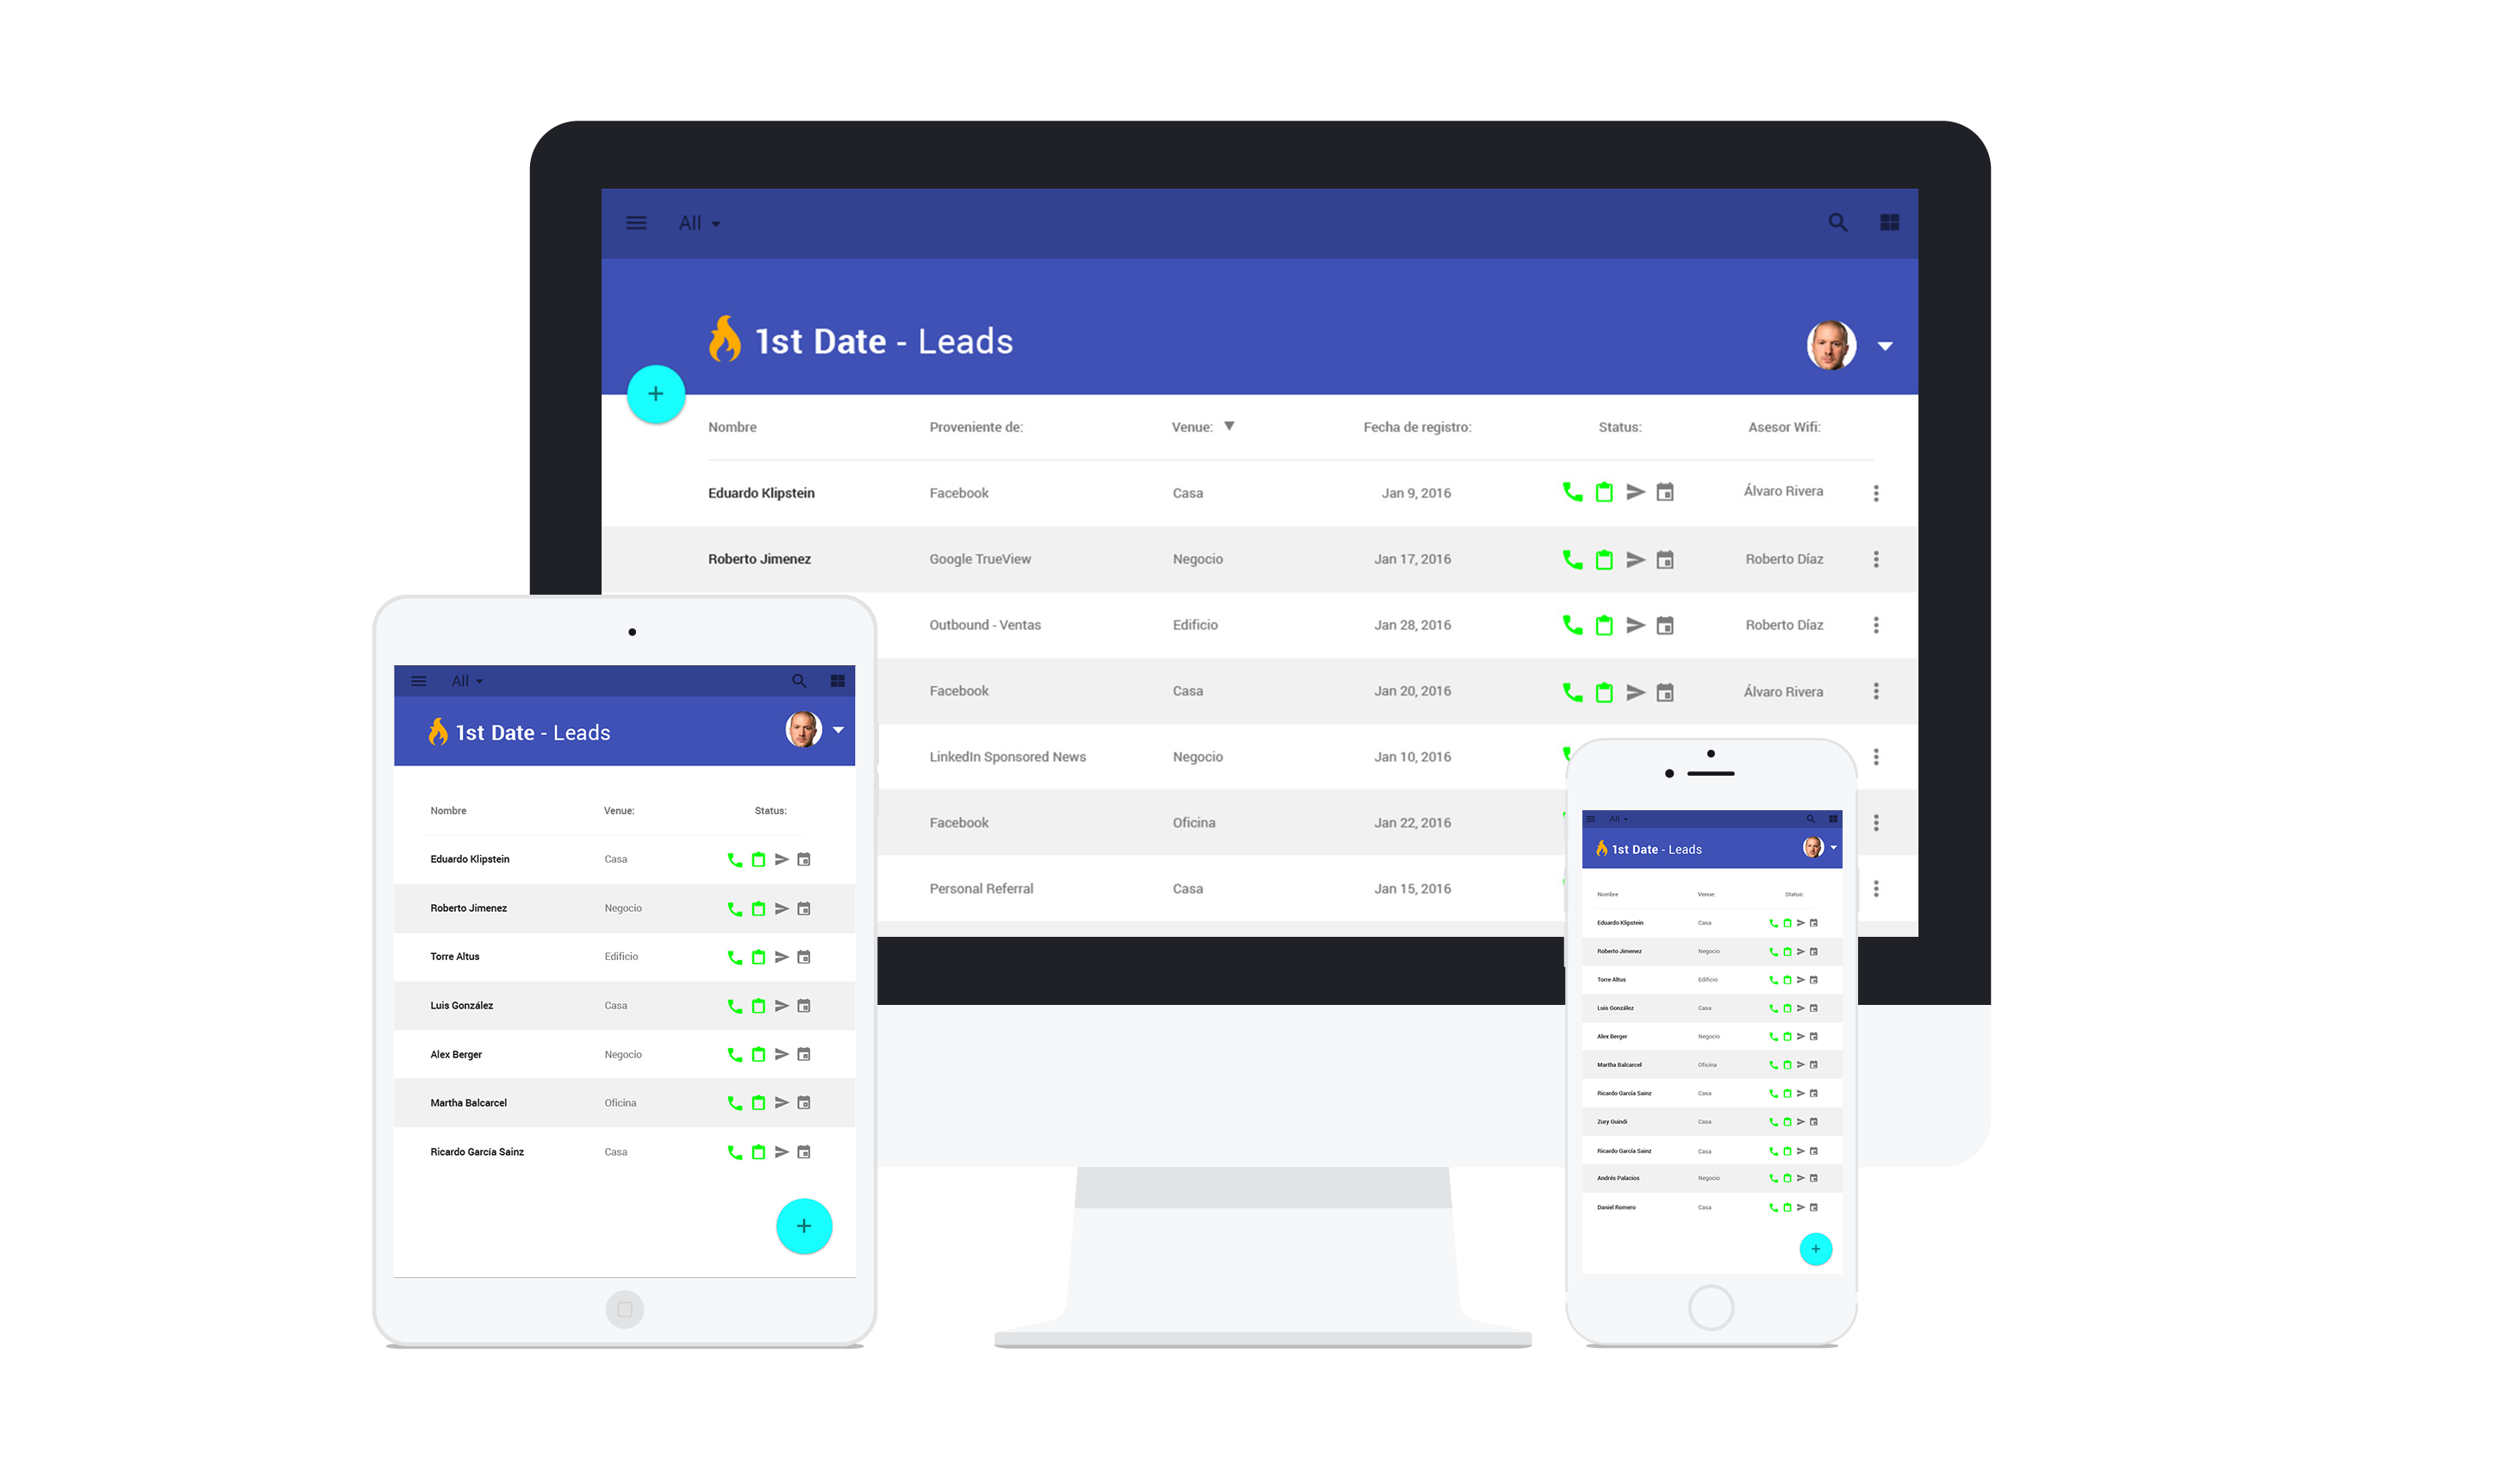 All
1st Date - Leads
Nombre Proveniente de: Venue: Fecha de registro: Status: Asesor Wifi:
Eduardo Klipstein Facebook Casa Jan 9, 2016 Álvaro Rivera
Roberto Jimenez Google TrueView Negocio Jan 17, 2016 Roberto Díaz
Outbound - Ventas Edificio Jan 28, 2016 Roberto Díaz
Facebook Casa Jan 20, 2016 Álvaro Rivera
LinkedIn Sponsored News Negocio Jan 10, 2016
Facebook Oficina Jan 22, 2016
Personal Referral Casa Jan 15, 2016
All
1st Date - Leads
Nombre Venue: Status:
Eduardo Klipstein Casa
Roberto Jimenez Negocio
Torre Altus Edificio
Luis González Casa
Alex Berger Negocio
Martha Balcarcel Oficina
Ricardo García Sainz Casa
All
1st Date - Leads
Nombre Venue: Status:
Eduardo Klipstein Casa
Roberto Jimenez Negocio
Torre Altus Edificio
Luis González Casa
Alex Berger Negocio
Martha Balcarcel Oficina
Ricardo García Sainz Casa
Zury Guindi Casa
Ricardo García Sainz Casa
Andrés Palacios Negocio
Daniel Romero Casa